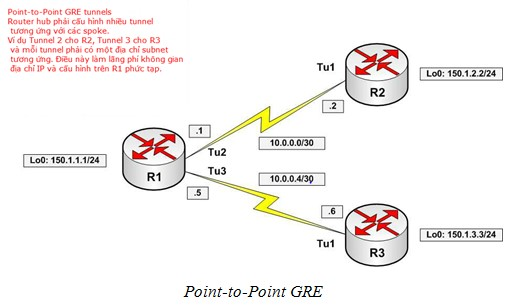 Point-to-Point GRE tunnels
Router hub phải cấu hình nhiều tunnel
tương ứng với các spoke.
Ví dụ Tunnel 2 cho R2, Tunnel 3 cho R3
và mỗi tunnel phải có một địa chỉ subnet
tương ứng. Điều này làm lãng phí không gian
địa chỉ IP và cấu hình trên R1 phức tạp.
Tu1
Lo0: 150.1.2.2/24
R2
.2
.1
10.0.0.0/30
Tu2
Lo0: 150.1.1.1/24
R1
Tu3
10.0.0.4/30
.5
.6
Lo0: 150.1.3.3/24
Tu1
R3
Point-to-Point GRE